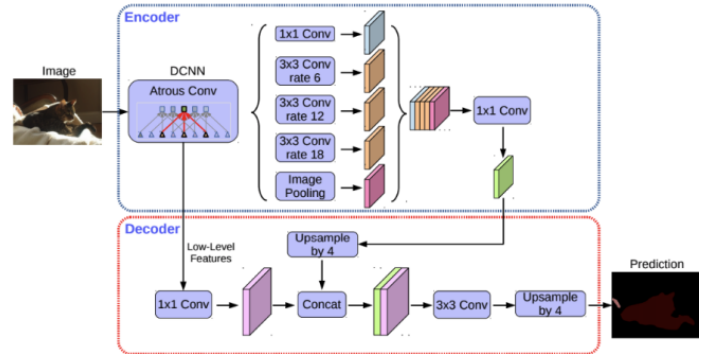 Encoder
Image
DCNN
Atrous Conv
1x1 Conv
3x3 Conv
rate 6
3x3 Conv
rate 12
3x3 Conv
rate 18
Image
Pooling
1x1 Conv
Decoder
Low-Level
Features
Upsample
by 4
1x1 Conv
Concat
3x3 Conv
Upsample
by 4
Prediction